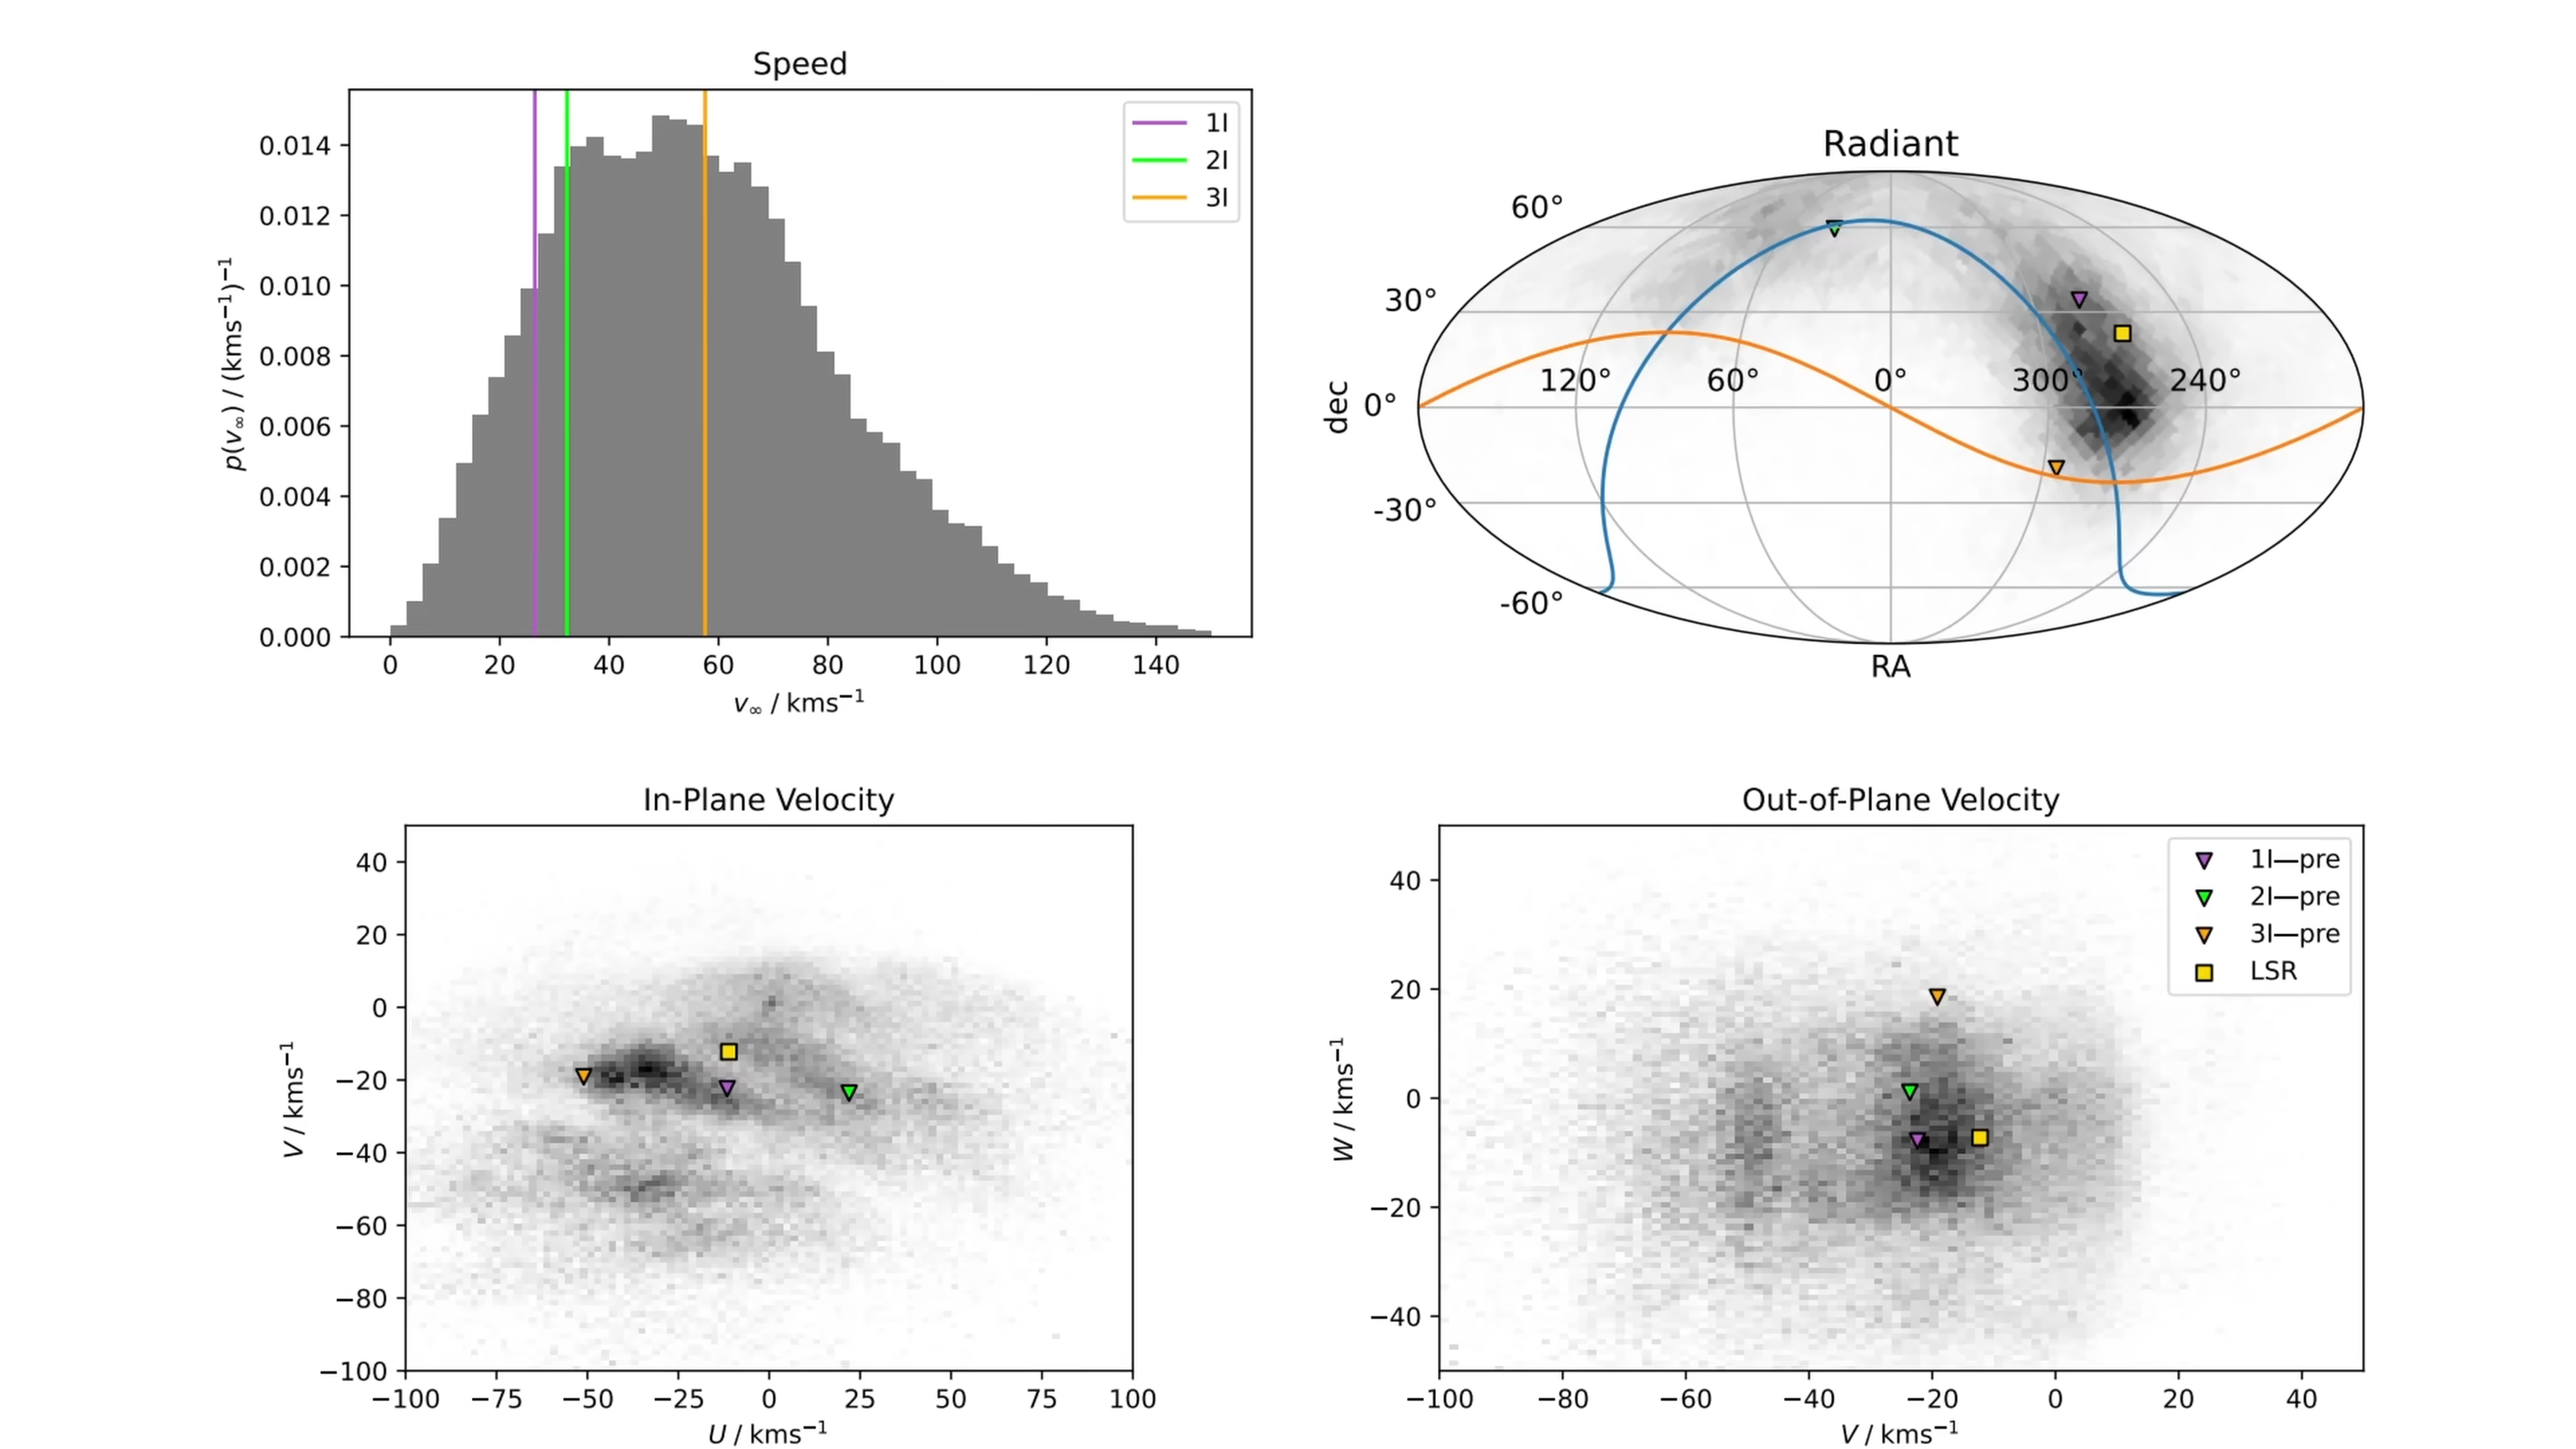 Speed
p(v∞) / (kms⁻¹)⁻¹
0.014
0.012
0.010
0.008
0.006
0.004
0.002
0.000
0 20 40 60 80 100 120 140
v∞ / kms⁻¹
1I
2I
3I
Radiant
60°
30°
120° 60° 0° 300° 240°
dec 0°
-30°
-60°
RA
In-Plane Velocity
40
20
0
−20
−40
−60
−80
−100
V / kms⁻¹
−100 −75 −50 −25 0 25 50 75 100
U / kms⁻¹
Out-of-Plane Velocity
1I—pre
2I—pre
3I—pre
LSR
40
20
0
−20
−40
W / kms⁻¹
−100 −80 −60 −40 −20 0 20 40
V / kms⁻¹